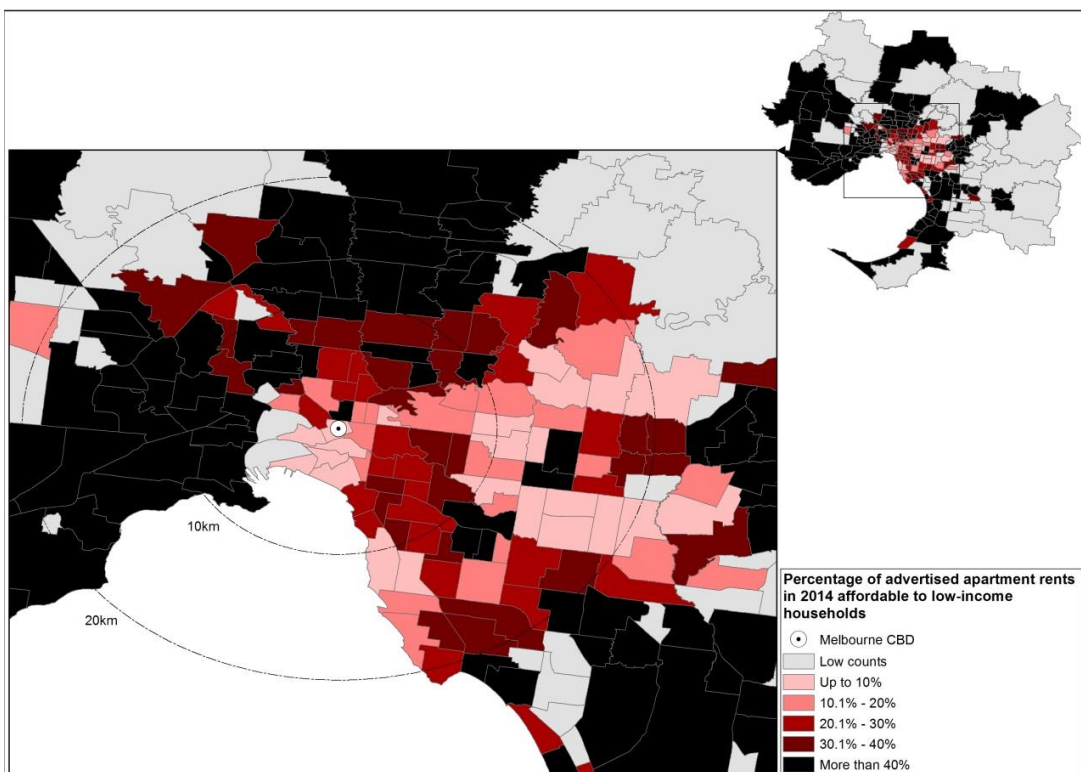 10km
20km
Percentage of advertised apartment rents
in 2014 affordable to low-income
households
Melbourne CBD
Low counts
Up to 10%
10.1% - 20%
20.1% - 30%
30.1% - 40%
More than 40%